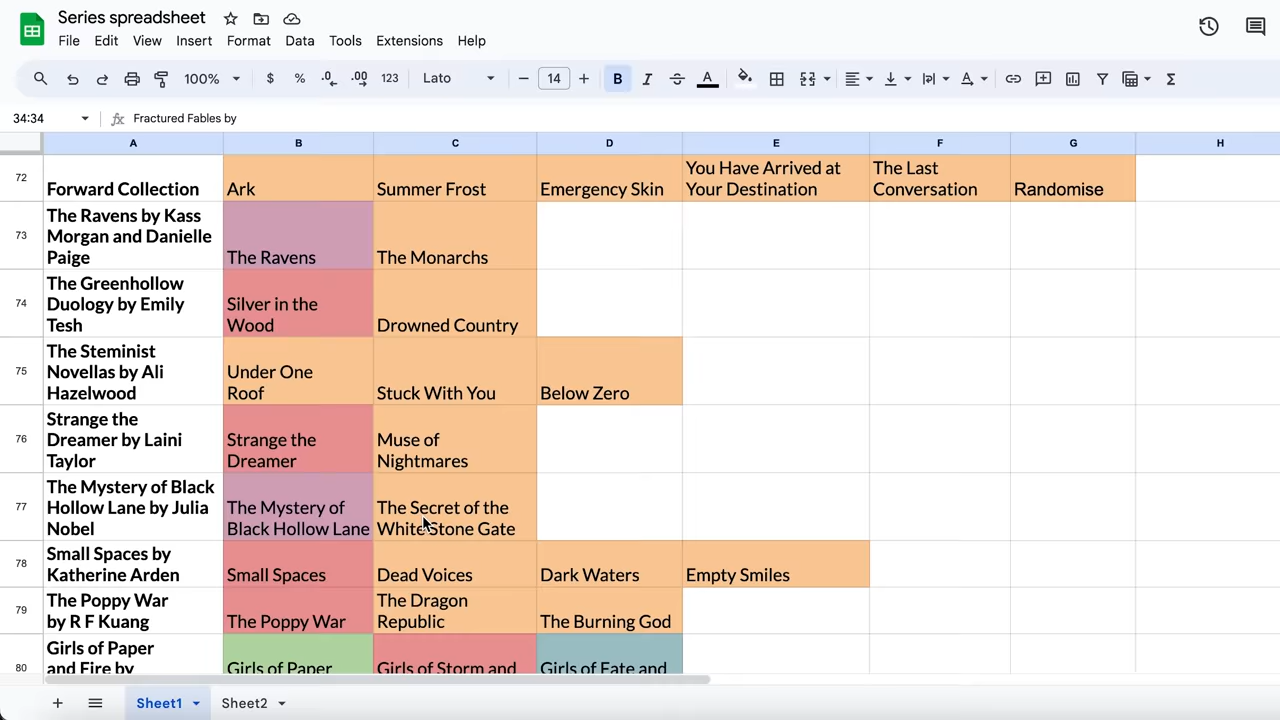 Series spreadsheet
File Edit View Insert Format Data Tools Extensions Help
100% $ % .0 .00 123 Lato 14 B I A
34:34 fx Fractured Fables by
A B C D E F G H
72 Forward Collection Ark Summer Frost Emergency Skin You Have Arrived at
Your Destination The Last
Conversation Randomise
73 The Ravens by Kass
Morgan and Danielle
Paige The Ravens The Monarchs
74 The Greenhollow
Duology by Emily
Tesh Silver in the
Wood Drowned Country
75 The Steminist
Novellas by Ali
Hazelwood Under One
Roof Stuck With You Below Zero
76 Strange the
Dreamer by Laini
Taylor Strange the
Dreamer Muse of
Nightmares
77 The Mystery of Black
Hollow Lane by Julia
Nobel The Mystery of
Black Hollow Lane The Secret of the
White Stone Gate
78 Small Spaces by
Katherine Arden Small Spaces Dead Voices Dark Waters Empty Smiles
79 The Poppy War
by R F Kuang The Poppy War The Dragon
Republic The Burning God
80 Girls of Paper
and Fire by Girls of Paper Girls of Storm and Girls of Fate and
Sheet1 Sheet2